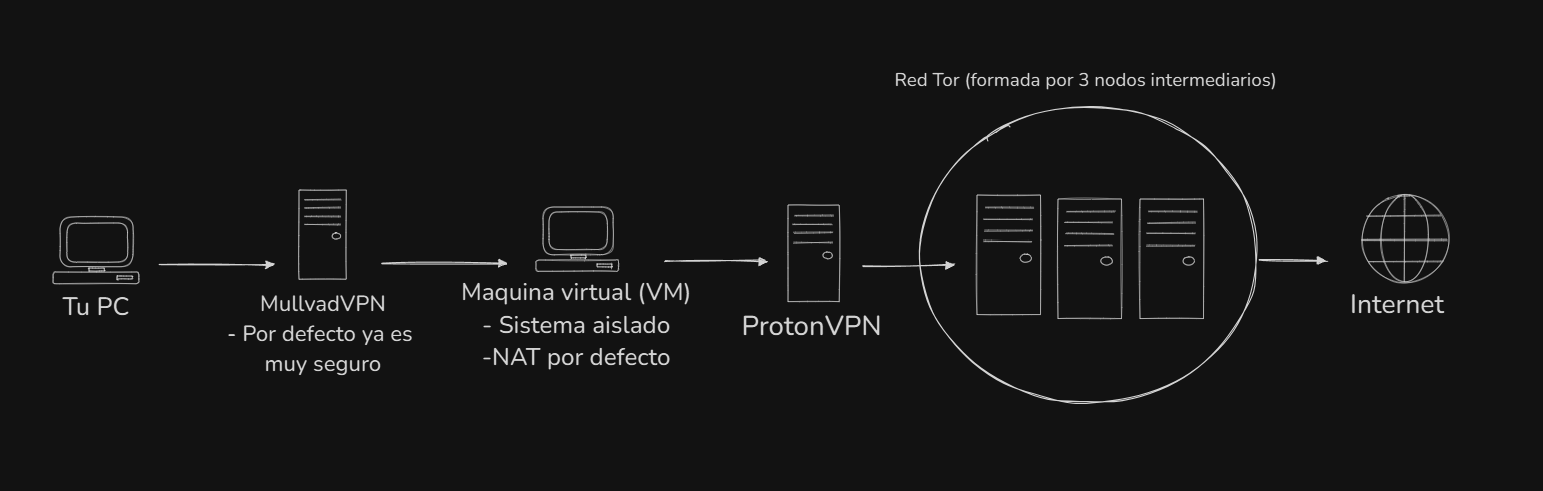 Red Tor (formada por 3 nodos intermediarios)
Tu PC
MullvadVPN
- Por defecto ya es
muy seguro
Maquina virtual (VM)
- Sistema aislado
-NAT por defecto
ProtonVPN
Internet